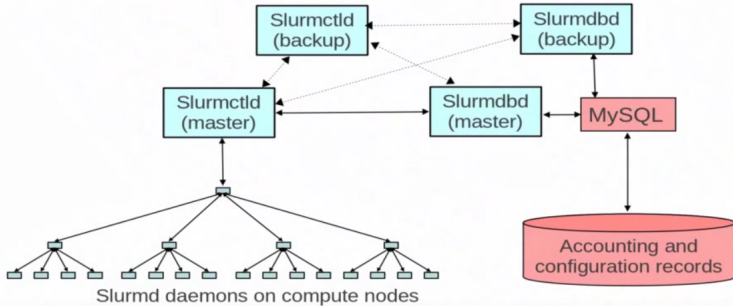 Slurmctld
(backup)
Slurmdbd
(backup)
Slurmctld
(master)
Slurmdbd
(master)
MySQL
Accounting and
configuration records
Slurmd daemons on compute nodes